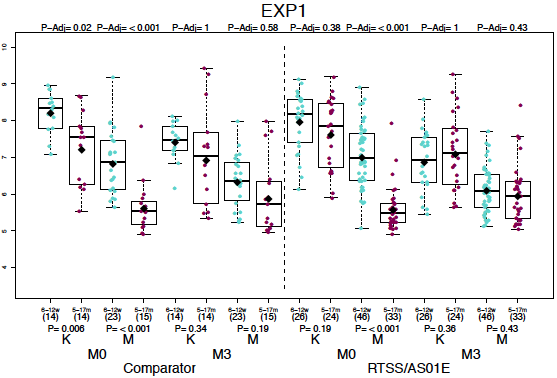 EXP1
P-Adj= 0.02 P-Adj= < 0.001 P-Adj= 1 P-Adj= 0.58 P-Adj= 0.38 P-Adj= < 0.001 P-Adj= 1 P-Adj= 0.43
10
9
8
7
6
5
4
6-12w 5-17m 6-12w 5-17m 6-12w 5-17m 6-12w 5-17m 6-12w 5-17m 6-12w 5-17m 6-12w 5-17m 6-12w 5-17m
(14) (14) (23) (15) (14) (14) (23) (15) (26) (24) (46) (33) (26) (24) (46) (33)
P= 0.006 P= <0.001 P= 0.34 P= 0.19 P= 0.19 P= <0.001 P= 0.36 P= 0.43
K M K M K M K M
M0 M3 M0 M3
Comparator RTSS/AS01E